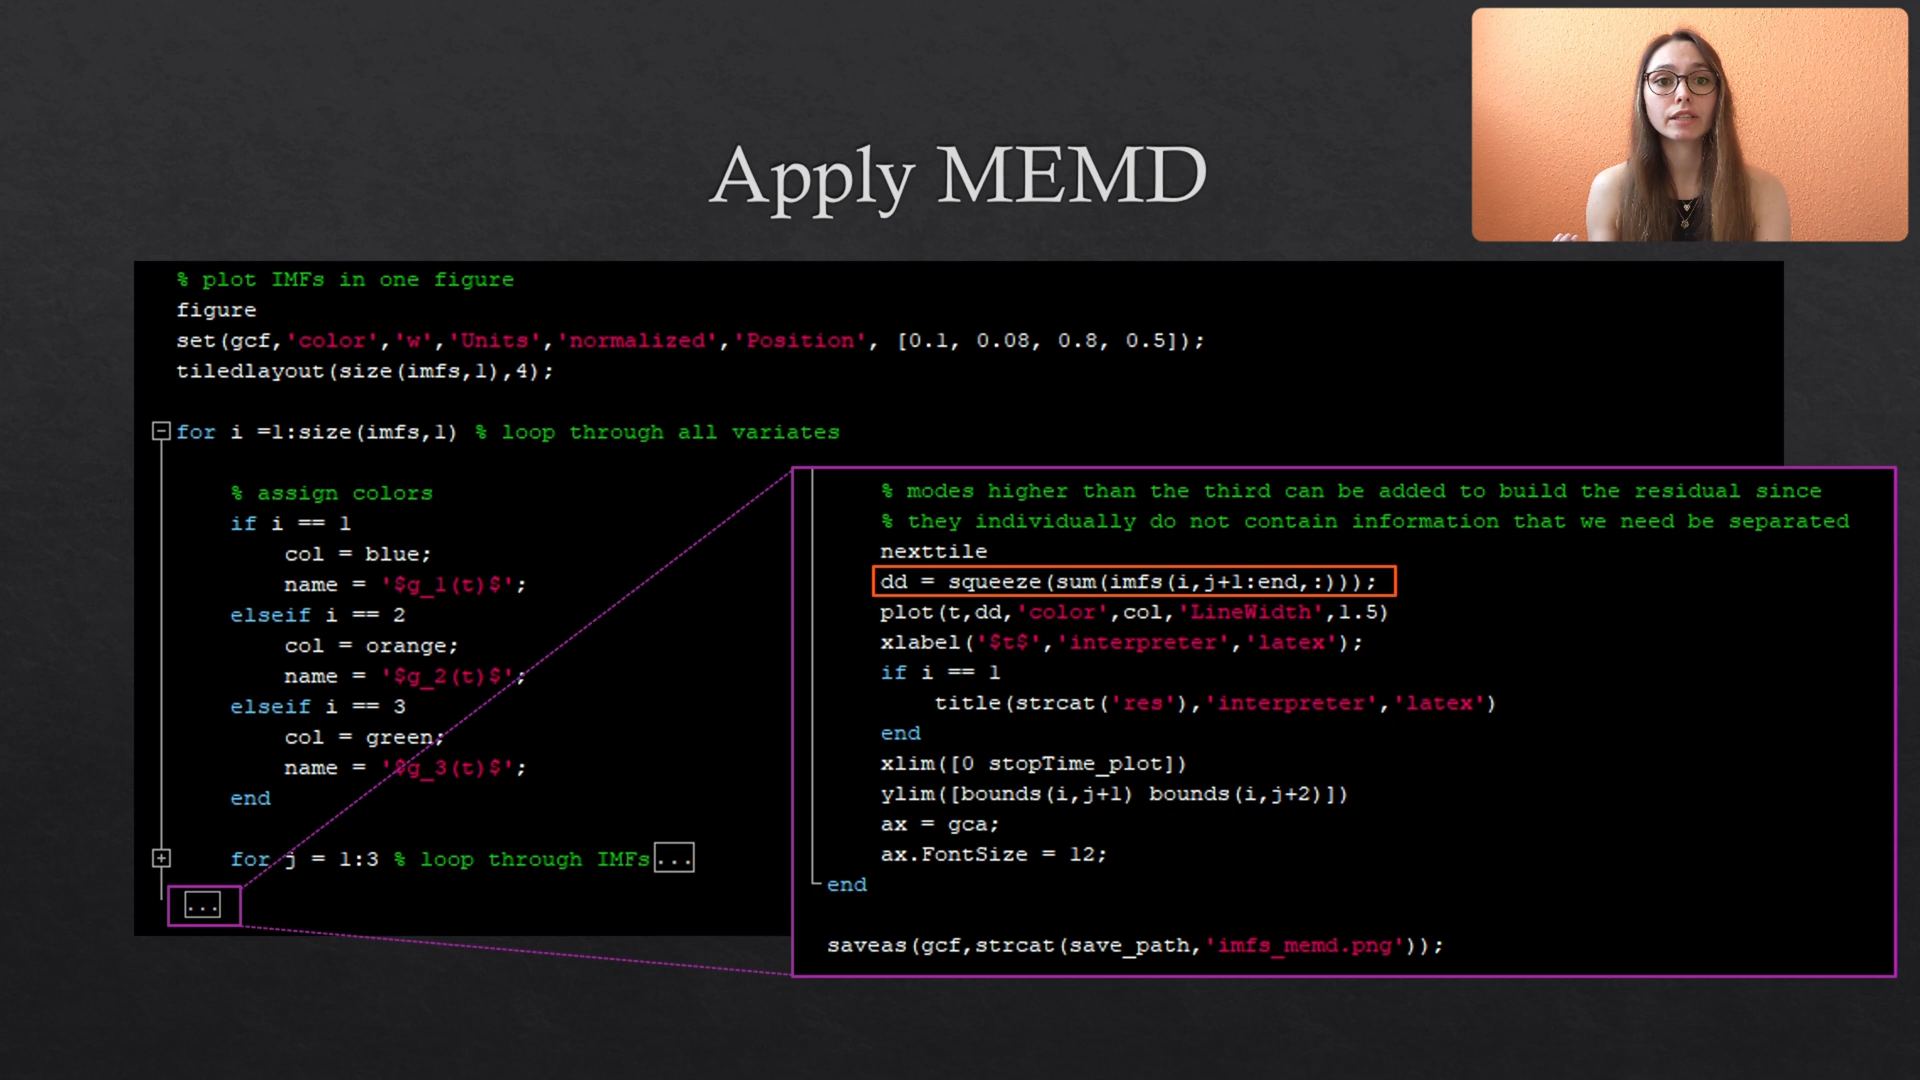 Apply MEMD
% plot IMFs in one figure
figure
set(gcf,'color','w','Units','normalized','Position', [0.1, 0.08, 0.8, 0.5]);
tiledlayout(size(imfs,1),4);
for i =1:size(imfs,1) % loop through all variates
% assign colors
if i == 1
col = blue;
name = '$g_1(t)$';
elseif i == 2
col = orange;
name = '$g_2(t)$';
elseif i == 3
col = green;
name = '$g_3(t)$';
end
for j = 1:3 % loop through IMFs...
...
% modes higher than the third can be added to build the residual since
% they individually do not contain information that we need be separated
nexttile
dd = squeeze(sum(imfs(i,j+1:end,:)));
plot(t,dd,'color',col,'LineWidth',1.5)
xlabel('$t$','interpreter','latex');
if i == 1
title(strcat('res'),'interpreter','latex')
end
xlim([0 stopTime_plot])
ylim([bounds(i,j+1) bounds(i,j+2)])
ax = gca;
ax.FontSize = 12;
end
saveas(gcf,strcat(save_path,'imfs_memd.png'));